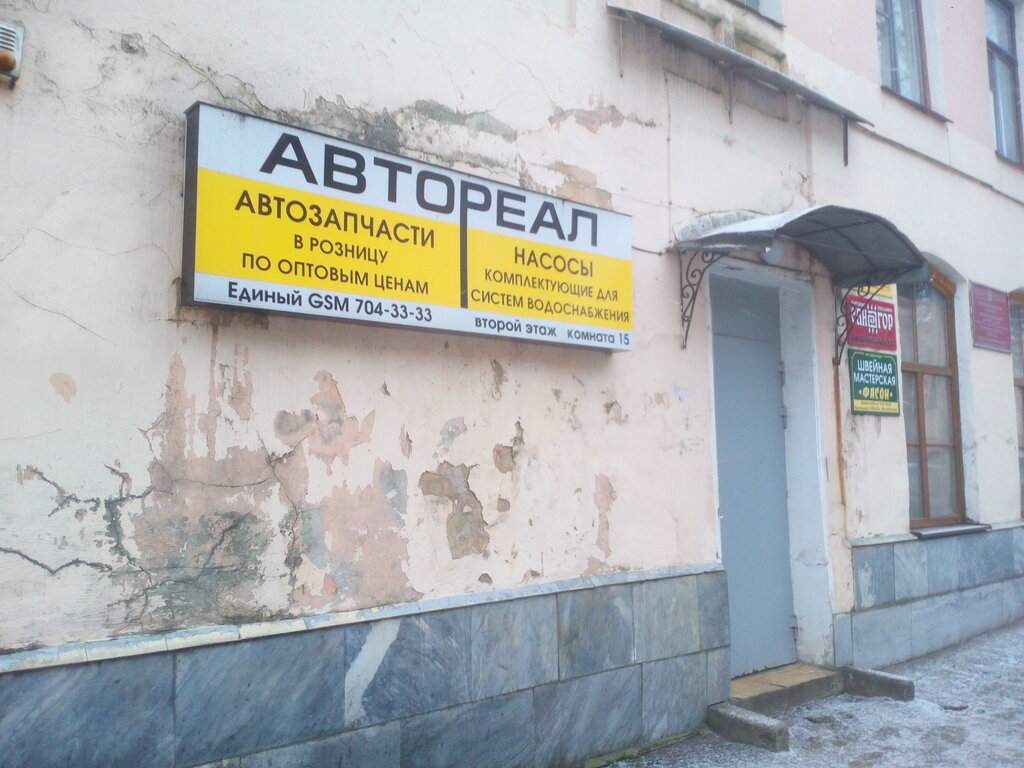 АВТОРЕАЛ
АВТОЗАПЧАСТИ
В РОЗНИЦУ
ПО ОПТОВЫМ ЦЕНАМ
НАСОСЫ
КОМПЛЕКТУЮЩИЕ ДЛЯ
СИСТЕМ ВОДОСНАБЖЕНИЯ
Единый GSM 704-33-33
второй этаж комната 15
ШВЕЙНАЯ
МАСТЕРСКАЯ
ФАСОН